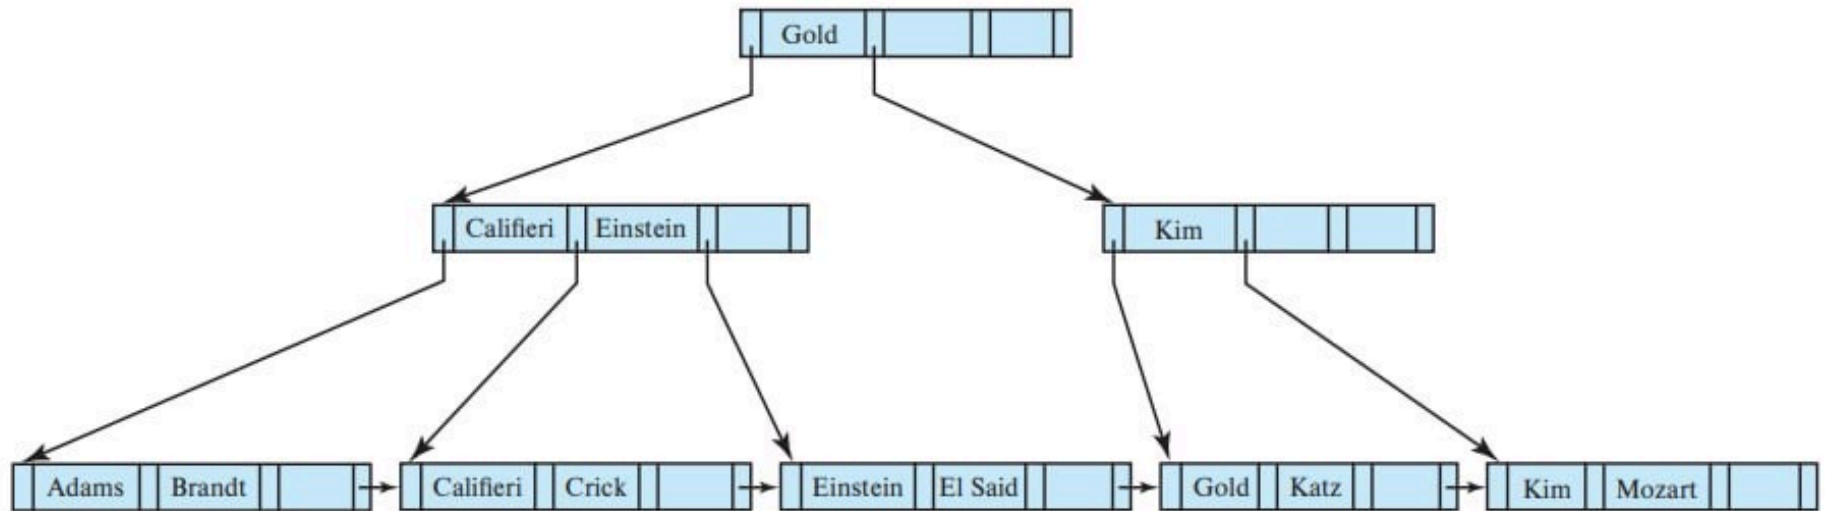 Gold
Califieri Einstein
Kim
Adams Brandt
Califieri Crick
Einstein El Said
Gold Katz
Kim Mozart